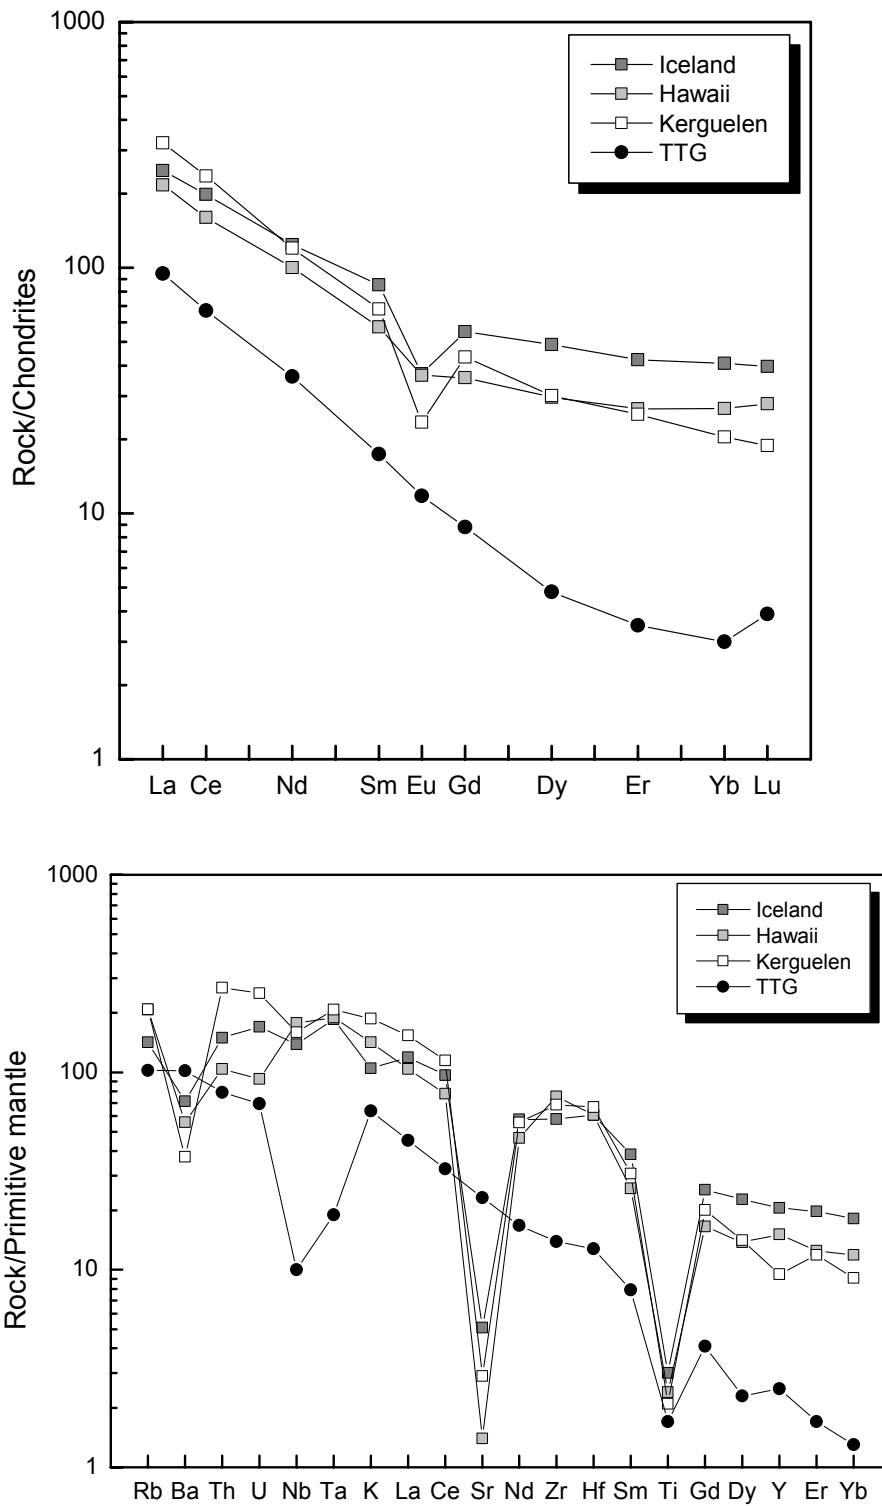 1000
Iceland
Hawaii
Kerguelen
TTG
100
Rock/Chondrites
10
1
La Ce Nd Sm Eu Gd Dy Er Yb Lu
1000
Iceland
Hawaii
Kerguelen
TTG
100
Rock/Primitive mantle
10
1
Rb Ba Th U Nb Ta K La Ce Sr Nd Zr Hf Sm Ti Gd Dy Y Er Yb